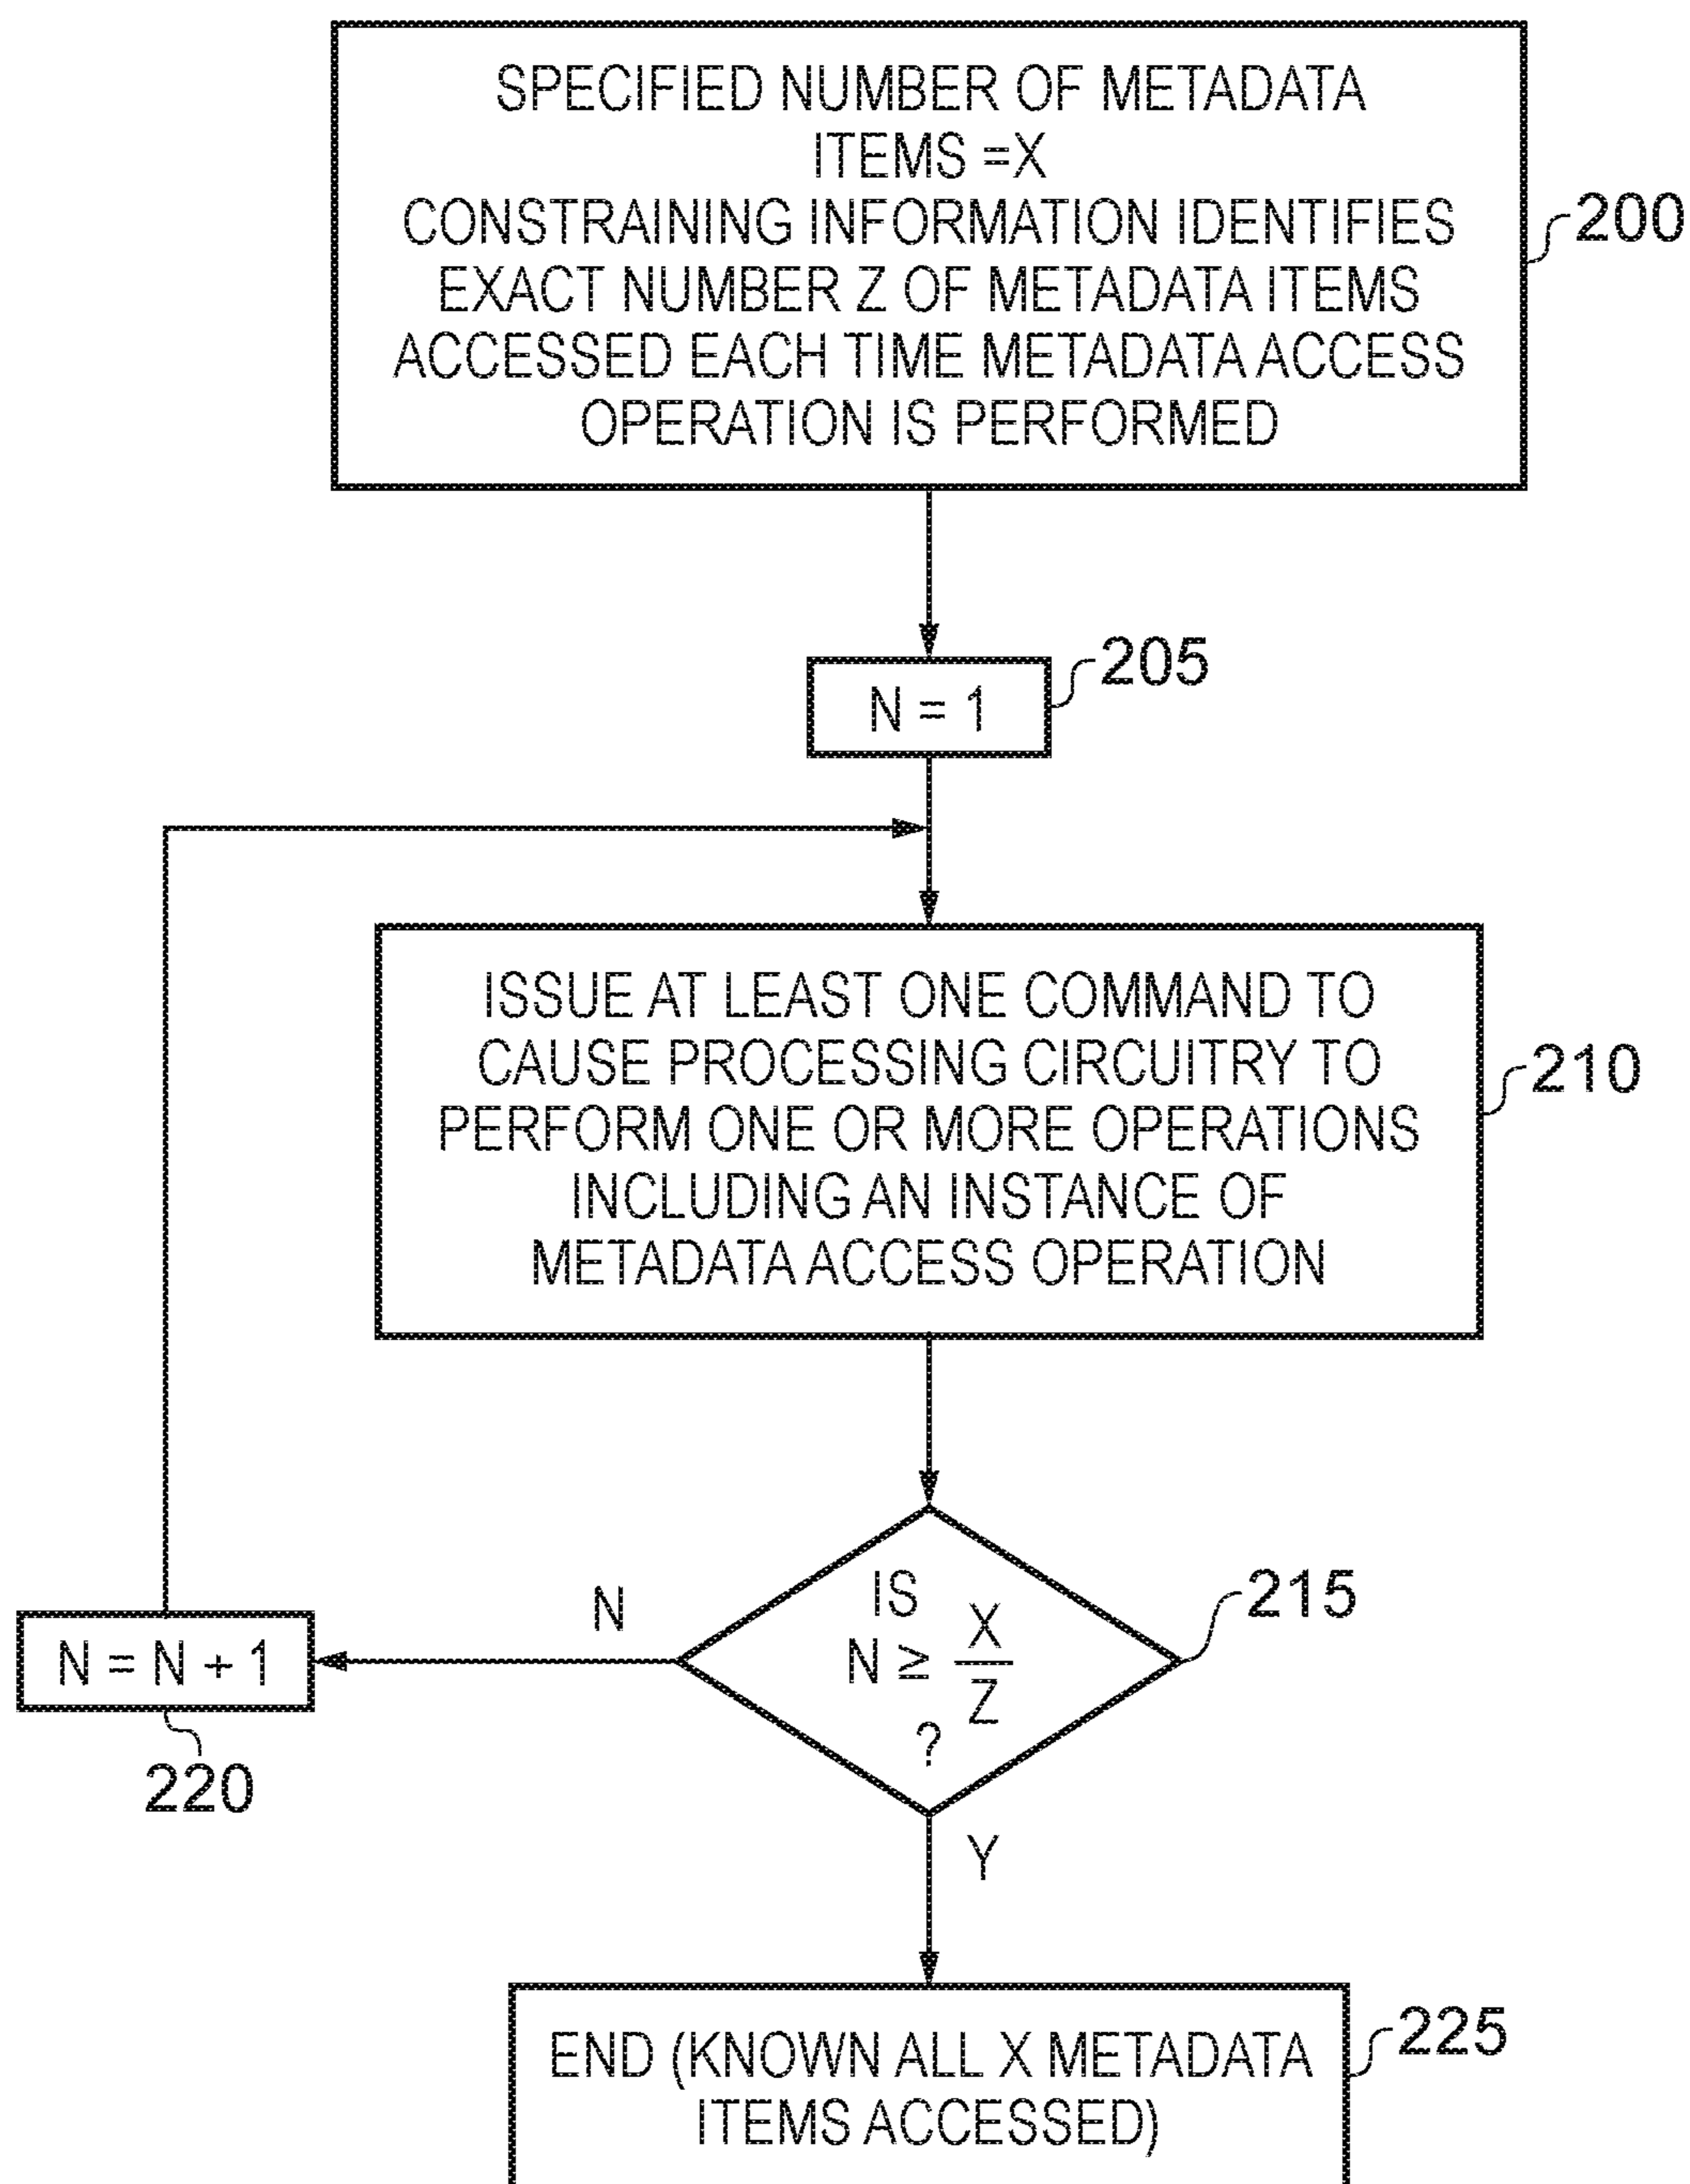 SPECIFIED NUMBER OF METADATA
ITEMS =X
CONSTRAINING INFORMATION IDENTIFIES
EXACT NUMBER Z OF METADATA ITEMS
ACCESSED EACH TIME METADATA ACCESS
OPERATION IS PERFORMED
200
N = 1
205
ISSUE AT LEAST ONE COMMAND TO
CAUSE PROCESSING CIRCUITRY TO
PERFORM ONE OR MORE OPERATIONS
INCLUDING AN INSTANCE OF
METADATA ACCESS OPERATION
210
IS
N ≥ X
Z
?
215
N
N = N + 1
220
Y
END (KNOWN ALL X METADATA
ITEMS ACCESSED)
225